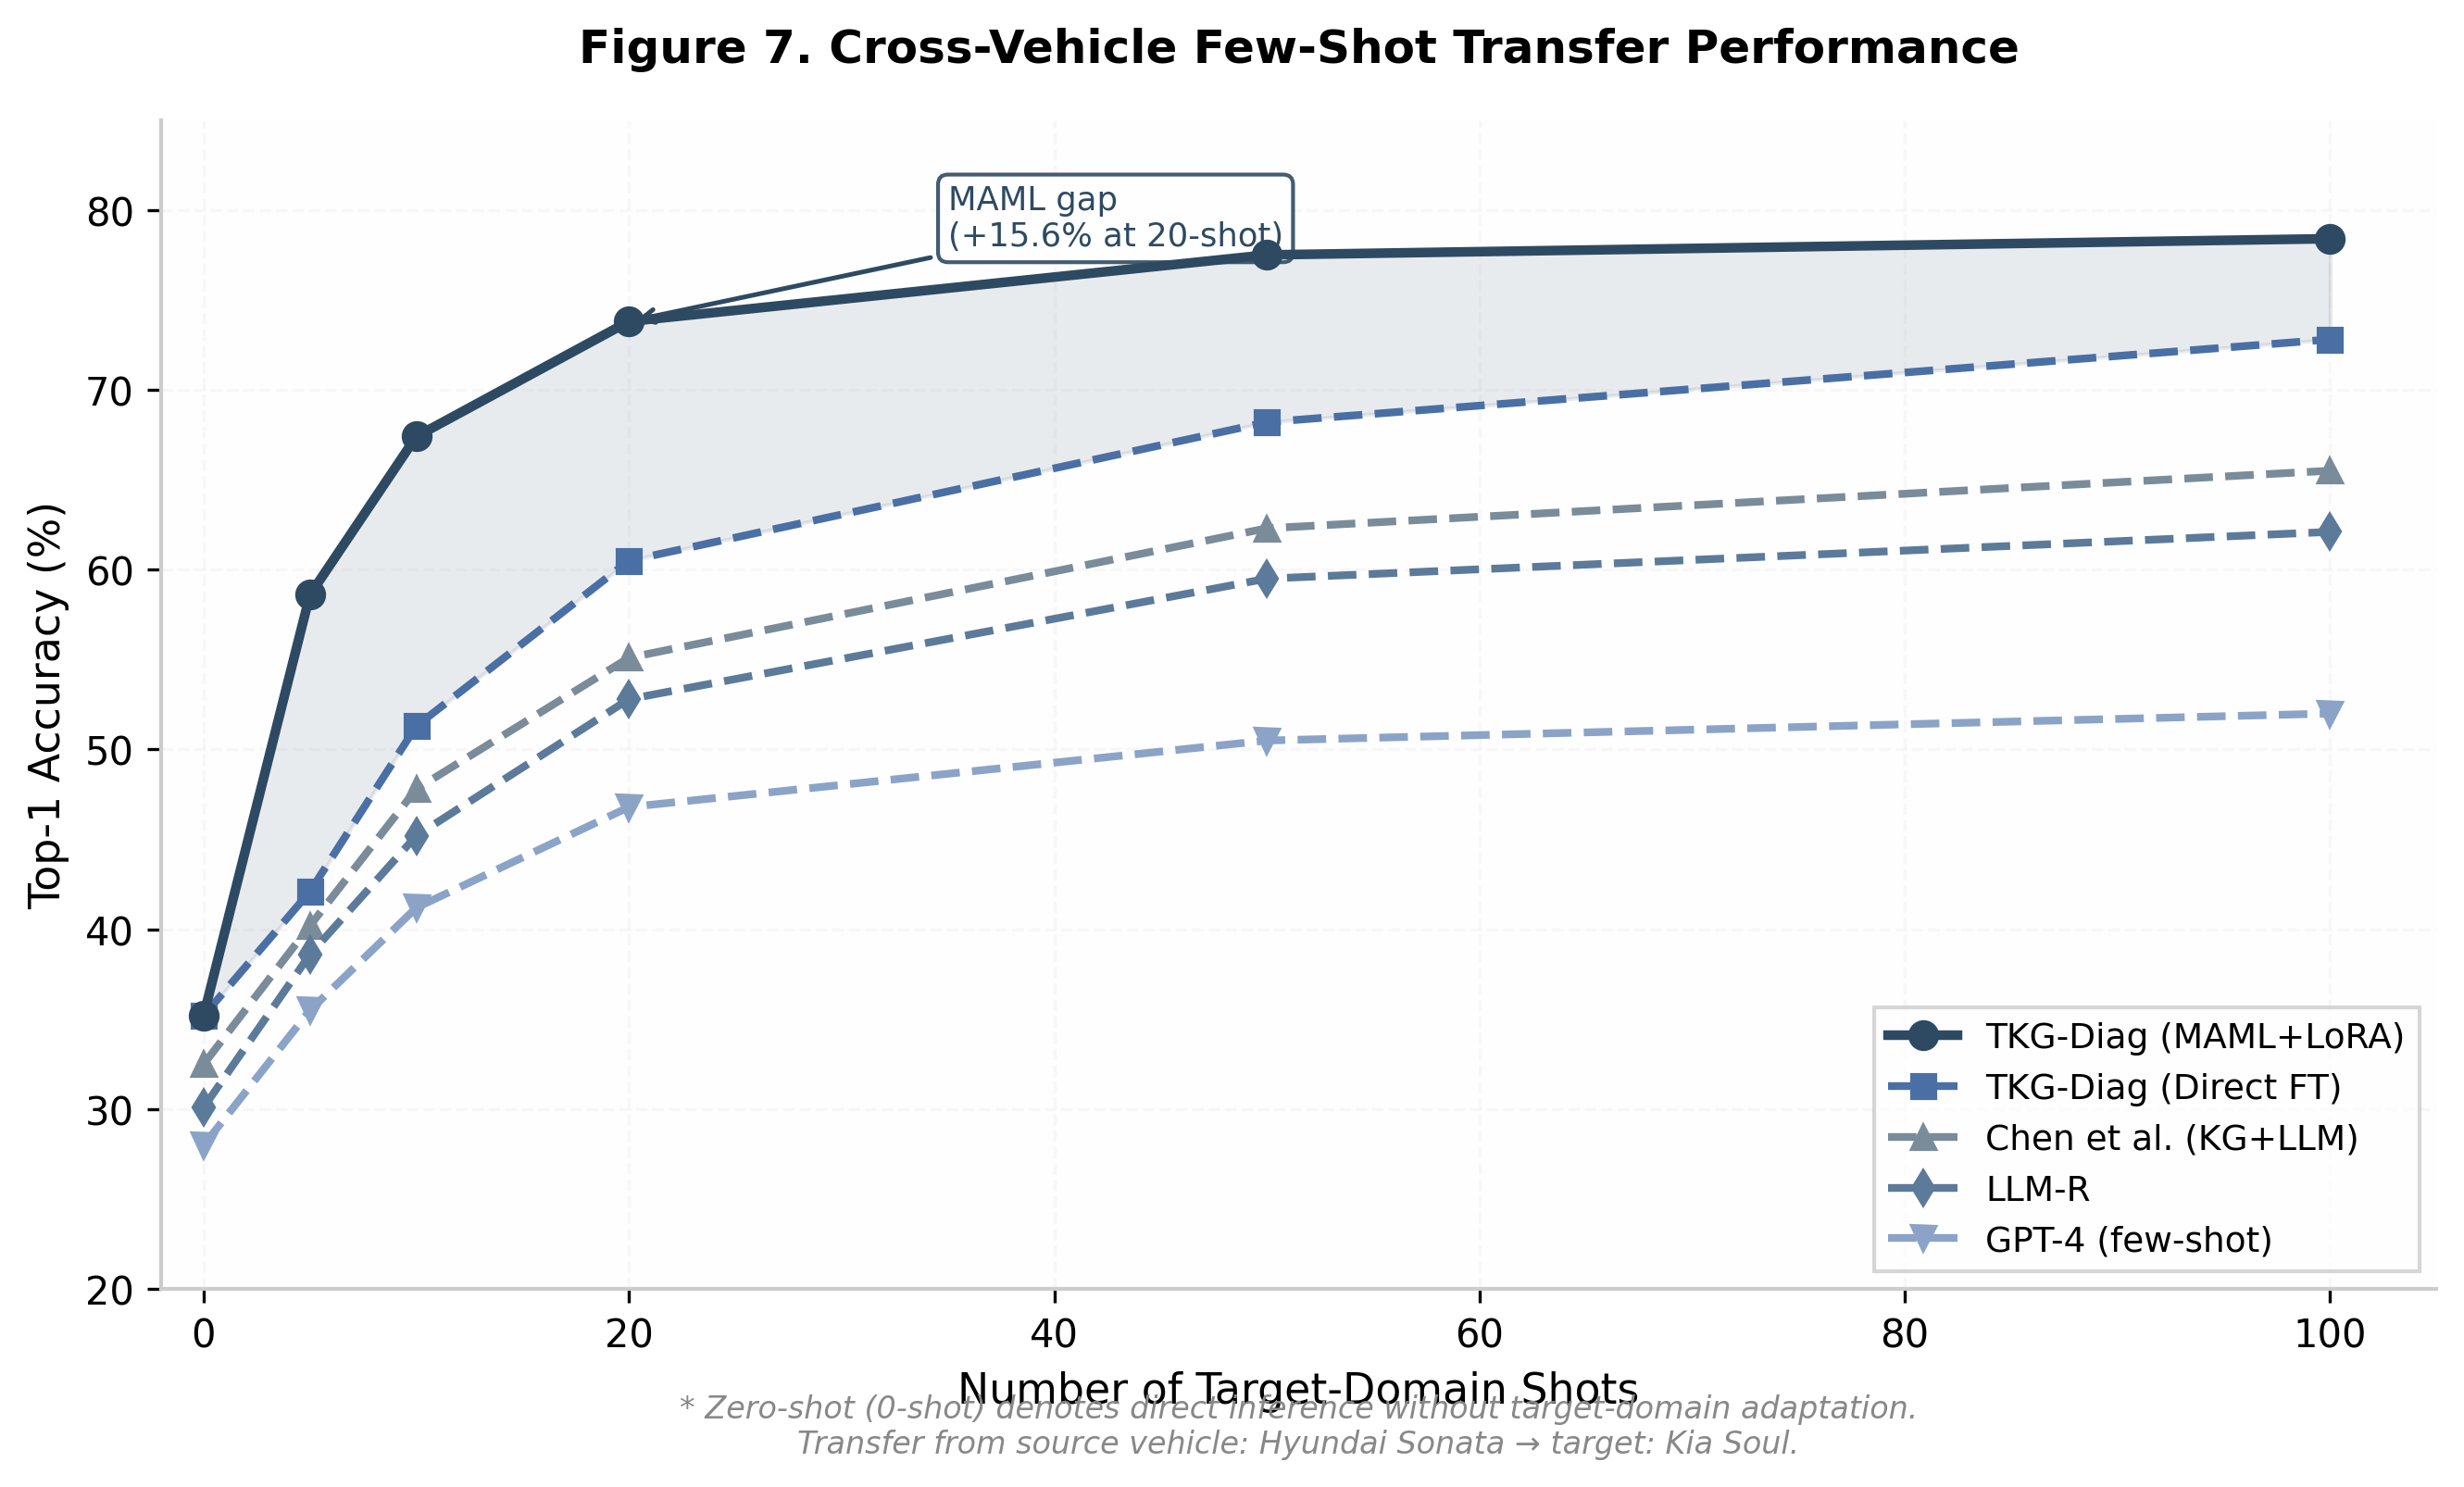 Figure 7. Cross-Vehicle Few-Shot Transfer Performance
MAML gap
(+15.6% at 20-shot)
Top-1 Accuracy (%)
80
70
60
50
40
30
20
0
20
40
60
80
100
TKG-Diag (MAML+LoRA)
TKG-Diag (Direct FT)
Chen et al. (KG+LLM)
LLM-R
GPT-4 (few-shot)
Number of Target-Domain Shots
* Zero-shot (0-shot) denotes direct inference without target-domain adaptation.
Transfer from source vehicle: Hyundai Sonata → target: Kia Soul.